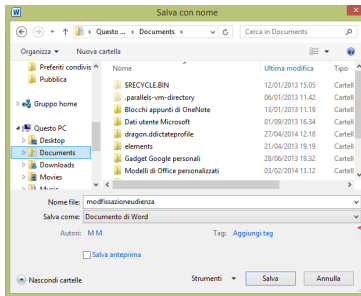 Salva con nome
Questo ... ▸ Documents ▸
Cerca in Documents
Organizza ▾ Nuova cartella
Preferiti condivis
Pubblica
Gruppo home
Questo PC
Desktop
Documents
Downloads
Movies
Music
Nome Ultima modifica Tipo
$RECYCLE.BIN 12/01/2013 15.05 Cartell
.parallels-vm-directory 06/01/2013 11.42 Cartell
Blocchi appunti di OneNote 13/01/2013 11.19 Cartell
Dati utente Microsoft 01/09/2013 16.34 Cartell
dragon.dictateprofile 27/04/2014 12.18 Cartell
elements 21/04/2013 19.19 Cartell
Gadget Google personali 28/06/2013 19.32 Cartell
Modelli di Office personalizzati 03/02/2014 13.12 Cartell
Nome file: modfissazioneudienza
Salva come: Documento di Word
Autori: M M Tag: Aggiungi tag
Salva anteprima
Nascondi cartelle Strumenti ▾ Salva Annulla